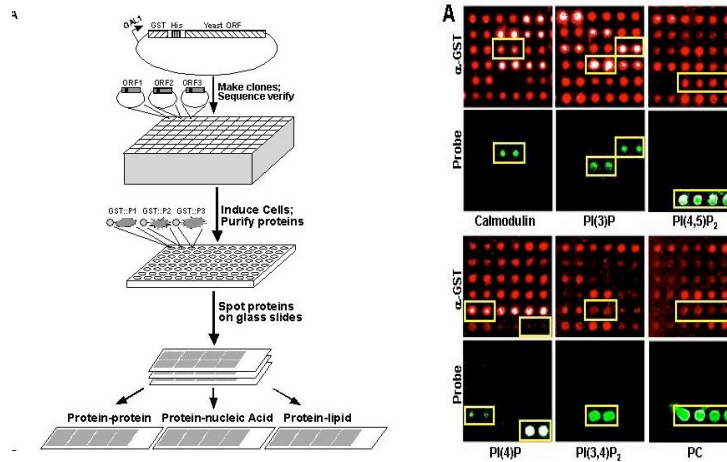 A
GAL1
GST His Yeast ORF
ORF1 ORF2 ORF3
Make clones;
Sequence verify
GST::P1 GST::P2 GST::P3
Induce Cells;
Purify proteins
Spot proteins
on glass slides
Protein-protein Protein-nucleic Acid Protein-lipid
A
α-GST
Probe
Calmodulin PI(3)P PI(4,5)P₂
α-GST
Probe
PI(4)P PI(3,4)P₂ PC